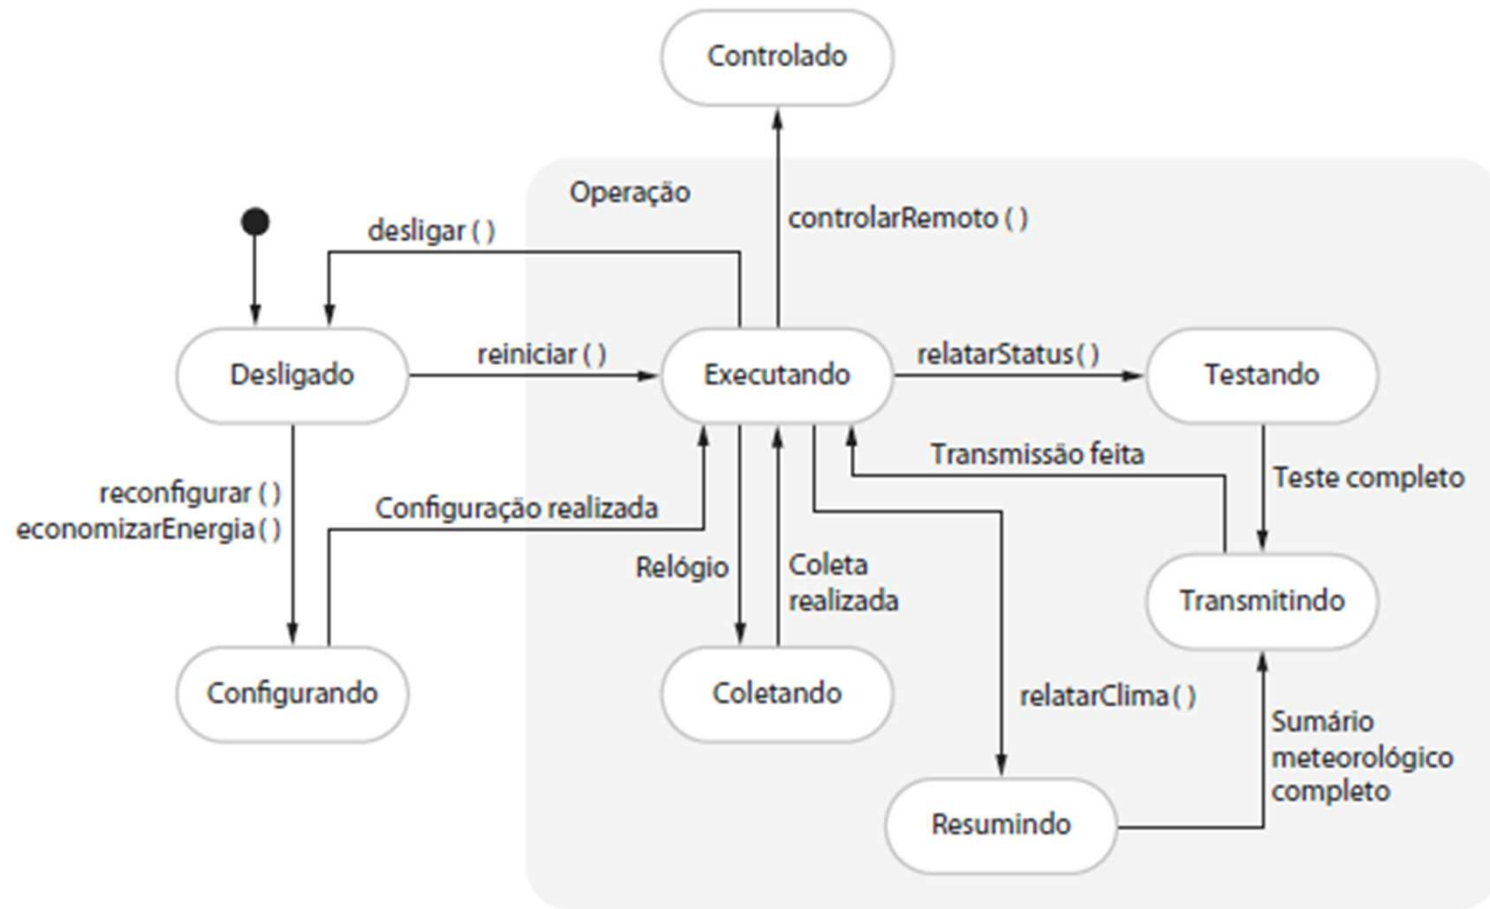 Controlado
Operação
controlarRemoto ( )
desligar ( )
Desligado
reiniciar ( )
Executando
relatarStatus( )
Testando
Transmissão feita
Teste completo
reconfigurar ( )
economizarEnergia( )
Configuração realizada
Relógio
Coleta
realizada
Transmitindo
Configurando
Coletando
relatarClima( )
Sumário
meteorológico
completo
Resumindo